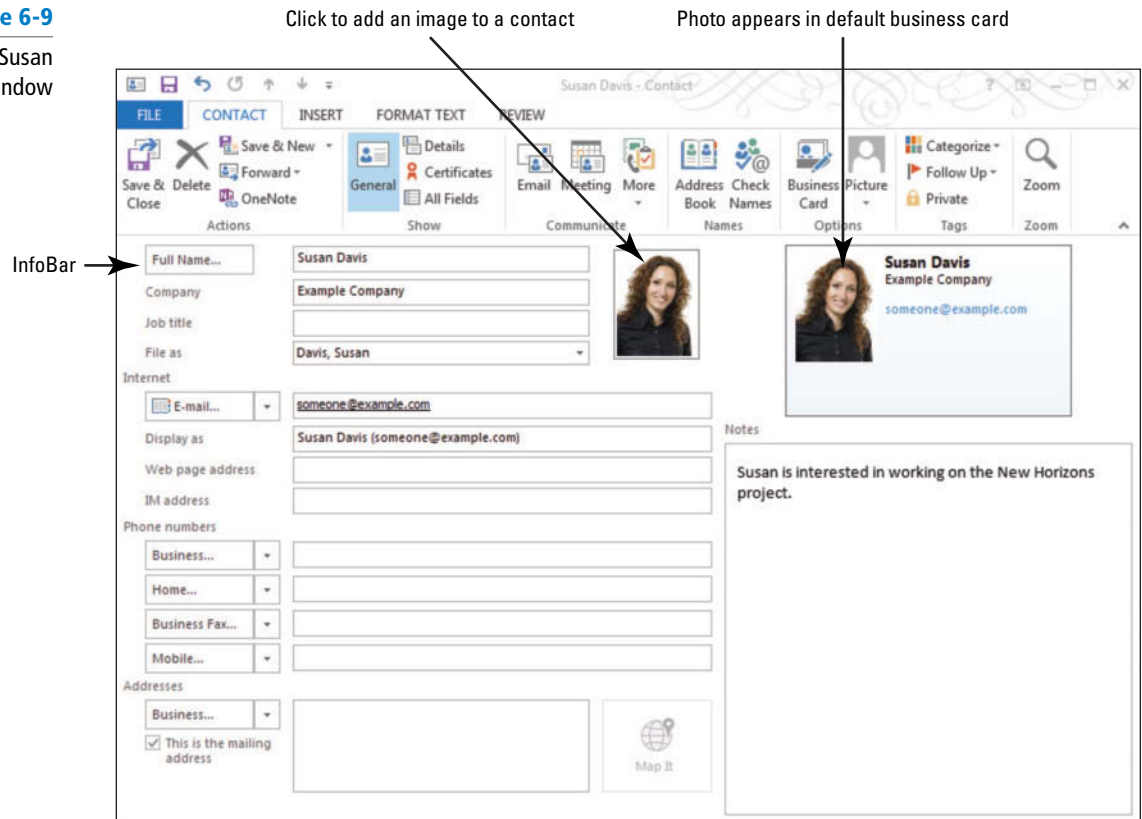 e 6-9
Susan
ndow
Click to add an image to a contact
Photo appears in default business card
InfoBar
Susan Davis - Contact
?
FILE CONTACT INSERT FORMAT TEXT REVIEW
Save & Close
Delete
Save & New
Forward
OneNote
Actions
General
Details
Certificates
All Fields
Show
Email
Meeting
More
Communicate
Address Book
Check Names
Names
Business Card
Picture
Options
Categorize
Follow Up
Private
Tags
Zoom
Zoom
Full Name... Susan Davis
Company Example Company
Job title
File as Davis, Susan
Internet
E-mail... someone@example.com
Display as Susan Davis (someone@example.com)
Web page address
IM address
Phone numbers
Business...
Home...
Business Fax...
Mobile...
Addresses
Business...
This is the mailing
address
Map It
Susan Davis
Example Company
someone@example.com
Notes
Susan is interested in working on the New Horizons
project.